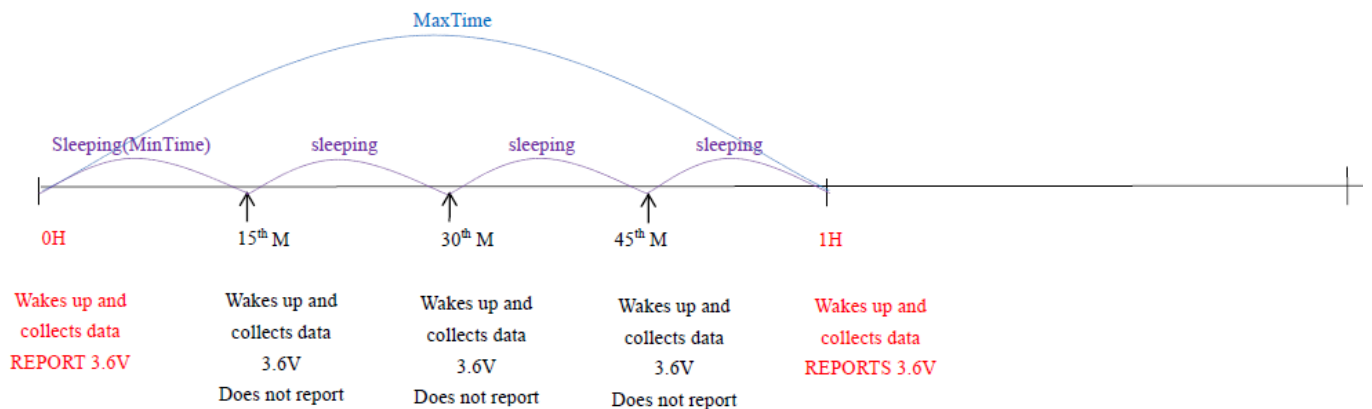 MaxTime
Sleeping(MinTime)
sleeping
sleeping
sleeping
0H
15th M
30th M
45th M
1H
Wakes up and
collects data
REPORT 3.6V
Wakes up and
collects data
3.6V
Does not report
Wakes up and
collects data
3.6V
Does not report
Wakes up and
collects data
3.6V
Does not report
Wakes up and
collects data
REPORTS 3.6V